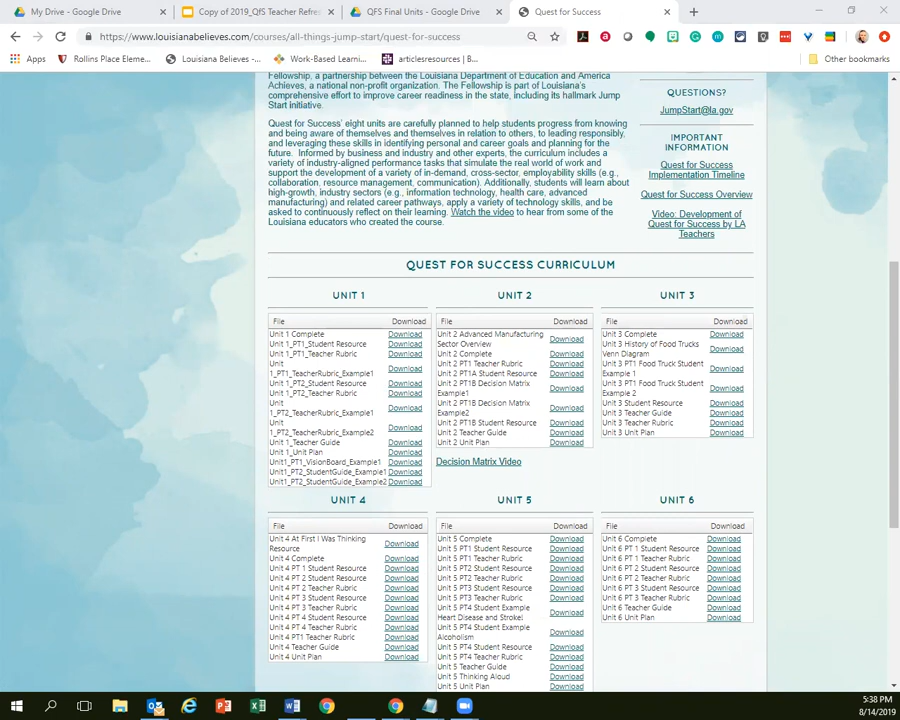 My Drive - Google Drive
Copy of 2019_QfS Teacher Refres
QFS Final Units - Google Drive
Quest for Success
https://www.louisianabelieves.com/courses/all-things-jump-start/quest-for-success
Apps
Rollins Place Eleme...
Louisiana Believes -...
Work-Based Learni...
articlesresources | B...
Other bookmarks
Fellowship, a partnership between the Louisiana Department of Education and America
Achieves, a national non-profit organization. The Fellowship is part of Louisiana's
comprehensive effort to improve career readiness in the state, including its hallmark Jump
Start initiative.
Quest for Success' eight units are carefully planned to help students progress from knowing
and being aware of themselves and themselves in relation to others, to leading responsibly,
and leveraging these skills in identifying personal and career goals and planning for the
future. Informed by business and industry and other experts, the curriculum includes a
variety of industry-aligned performance tasks that simulate the real world of work and
support the development of a variety of in-demand, cross-sector, employability skills (e.g.,
collaboration, resource management, communication). Additionally, students will learn about
high-growth, industry sectors (e.g., information technology, health care, advanced
manufacturing) and related career pathways, apply a variety of technology skills, and be
asked to continuously reflect on their learning. Watch the video to hear from some of the
Louisiana educators who created the course.
QUESTIONS?
JumpStart@la.gov
IMPORTANT
INFORMATION
Quest for Success
Implementation Timeline
Quest for Success Overview
Video: Development of
Quest for Success by LA
Teachers
QUEST FOR SUCCESS CURRICULUM
UNIT 1
File Download
Unit 1 Complete Download
Unit 1_PT1_Student Resource Download
Unit 1_PT1_Teacher Rubric Download
Unit
1_PT1_TeacherRubric_Example1 Download
Unit 1_PT2_Student Resource Download
Unit 1_PT2_Teacher Rubric Download
Unit
1_PT2_TeacherRubric_Example1 Download
Unit
1_PT2_TeacherRubric_Example2 Download
Unit 1_Teacher Guide Download
Unit 1_Unit Plan Download
Unit1_PT1_VisionBoard_Example1 Download
Unit1_PT2_StudentGuide_Example1 Download
Unit1_PT2_StudentGuide_Example2 Download
UNIT 2
File Download
Unit 2 Advanced Manufacturing
Sector Overview Download
Unit 2 Complete Download
Unit 2 PT1 Teacher Rubric Download
Unit 2 PT1A Student Resource Download
Unit 2 PT1B Decision Matrix
Example1 Download
Unit 2 PT1B Decision Matrix
Example2 Download
Unit 2 PT1B Student Resource Download
Unit 2 Teacher Guide Download
Unit 2 Unit Plan Download
Decision Matrix Video
UNIT 3
File Download
Unit 3 Complete Download
Unit 3 History of Food Trucks
Venn Diagram Download
Unit 3 PT1 Food Truck Student
Example 1 Download
Unit 3 PT1 Food Truck Student
Example 2 Download
Unit 3 Student Resource Download
Unit 3 Teacher Guide Download
Unit 3 Teacher Rubric Download
Unit 3 Unit Plan Download
UNIT 4
File Download
Unit 4 At First I Was Thinking
Resource Download
Unit 4 Complete Download
Unit 4 PT 1 Student Resource Download
Unit 4 PT 2 Student Resource Download
Unit 4 PT 2 Teacher Rubric Download
Unit 4 PT 3 Student Resource Download
Unit 4 PT 3 Teacher Rubric Download
Unit 4 PT 4 Student Resource Download
Unit 4 PT 4 Teacher Rubric Download
Unit 4 PT1 Teacher Rubric Download
Unit 4 Teacher Guide Download
Unit 4 Unit Plan Download
UNIT 5
File Download
Unit 5 Complete Download
Unit 5 PT1 Student Resource Download
Unit 5 PT1 Teacher Rubric Download
Unit 5 PT2 Student Resource Download
Unit 5 PT2 Teacher Rubric Download
Unit 5 PT3 Student Resource Download
Unit 5 PT3 Teacher Rubric Download
Unit 5 PT4 Student Example
Heart Disease and Strokel Download
Unit 5 PT4 Student Example
Alcoholism Download
Unit 5 PT4 Student Resource Download
Unit 5 PT4 Teacher Rubric Download
Unit 5 Teacher Guide Download
Unit 5 Thinking Aloud Download
Unit 5 Unit Plan Download
UNIT 6
File Download
Unit 6 Complete Download
Unit 6 PT 1 Student Resource Download
Unit 6 PT 1 Teacher Rubric Download
Unit 6 PT 2 Student Resource Download
Unit 6 PT 2 Teacher Rubric Download
Unit 6 PT 3 Student Resource Download
Unit 6 PT 3 Teacher Rubric Download
Unit 6 Teacher Guide Download
Unit 6 Unit Plan Download
5:38 PM
8/14/2019